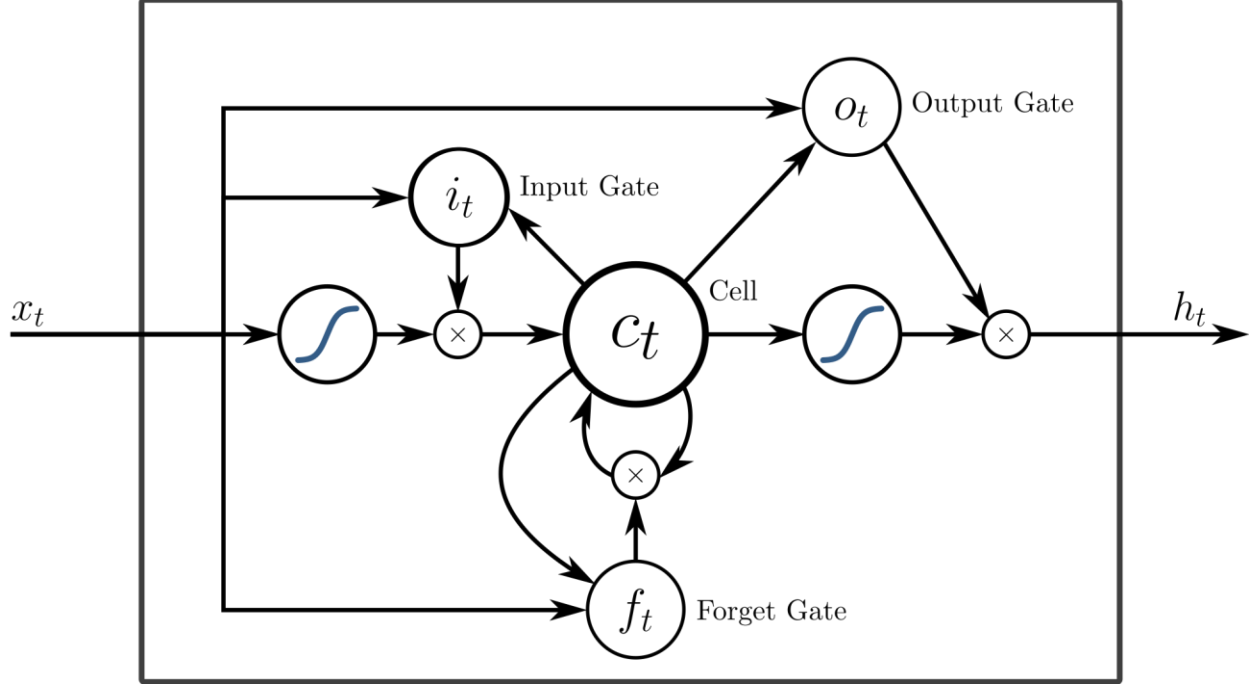 o_t Output Gate
i_t Input Gate
x_t
Cell
h_t
×
c_t
×
×
f_t Forget Gate